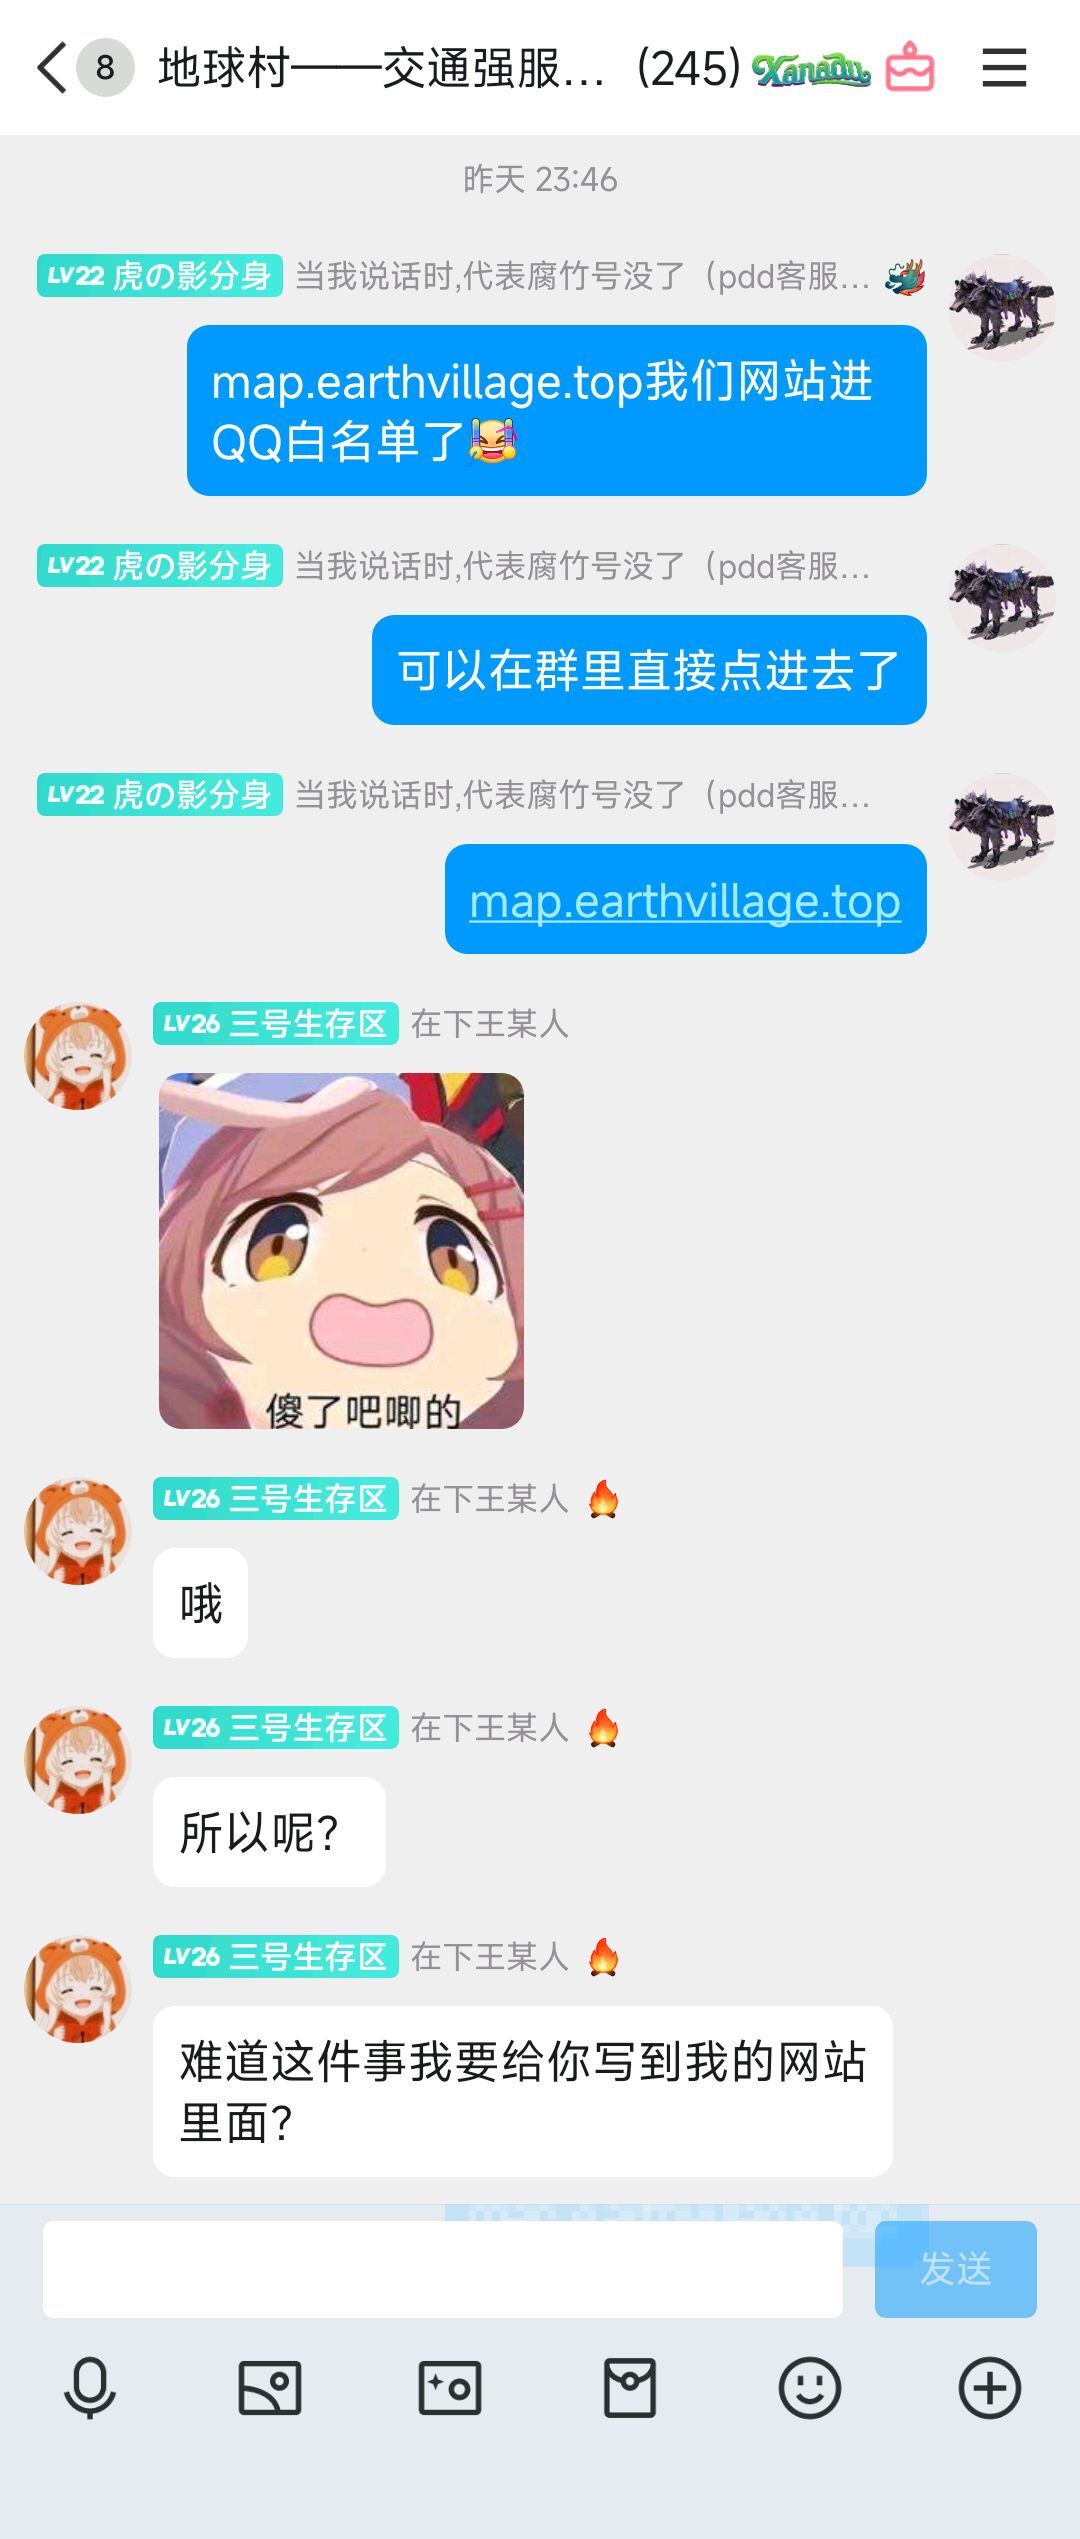 8 地球村——交通强服... (245) Xanadu
昨天 23:46
LV22 虎の影分身 当我说话时,代表腐竹号没了（pdd客服...
map.earthvillage.top我们网站进
QQ白名单了
LV22 虎の影分身 当我说话时,代表腐竹号没了（pdd客服...
可以在群里直接点进去了
LV22 虎の影分身 当我说话时,代表腐竹号没了（pdd客服...
map.earthvillage.top
LV26 三号生存区 在下王某人
傻了吧唧的
LV26 三号生存区 在下王某人
哦
LV26 三号生存区 在下王某人
所以呢?
LV26 三号生存区 在下王某人
难道这件事我要给你写到我的网站
里面?
发送